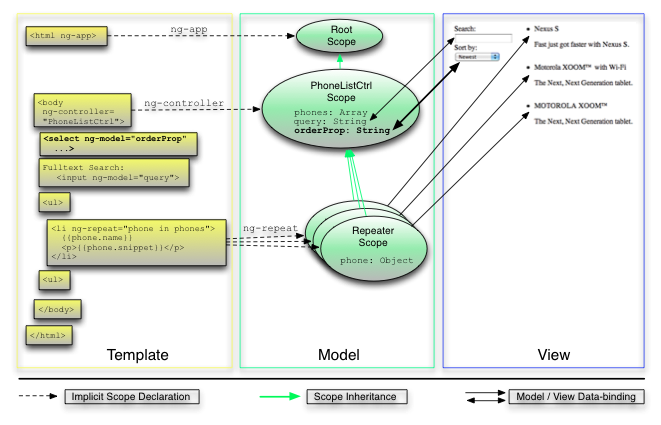 <html ng-app>
ng-app
Root
Scope
<body
ng-controller=
"PhoneListCtrl">
ng-controller
PhoneListCtrl
Scope
phones: Array
query: String
orderProp: String
<select ng-model="orderProp"
...>
Fulltext Search:
<input ng-model="query">
<ul>
<li ng-repeat="phone in phones">
{{phone.name}}
<p>{{phone.snippet}}</p>
</li>
ng-repeat
Repeater
Scope
phone: Object
<ul>
</body>
</html>
Search:
Sort by:
Newest
Nexus S
Fast just got faster with Nexus S.
Motorola XOOM™ with Wi-Fi
The Next, Next Generation tablet.
MOTOROLA XOOM™
The Next, Next Generation tablet.
Template
Model
View
Implicit Scope Declaration
Scope Inheritance
Model / View Data-binding